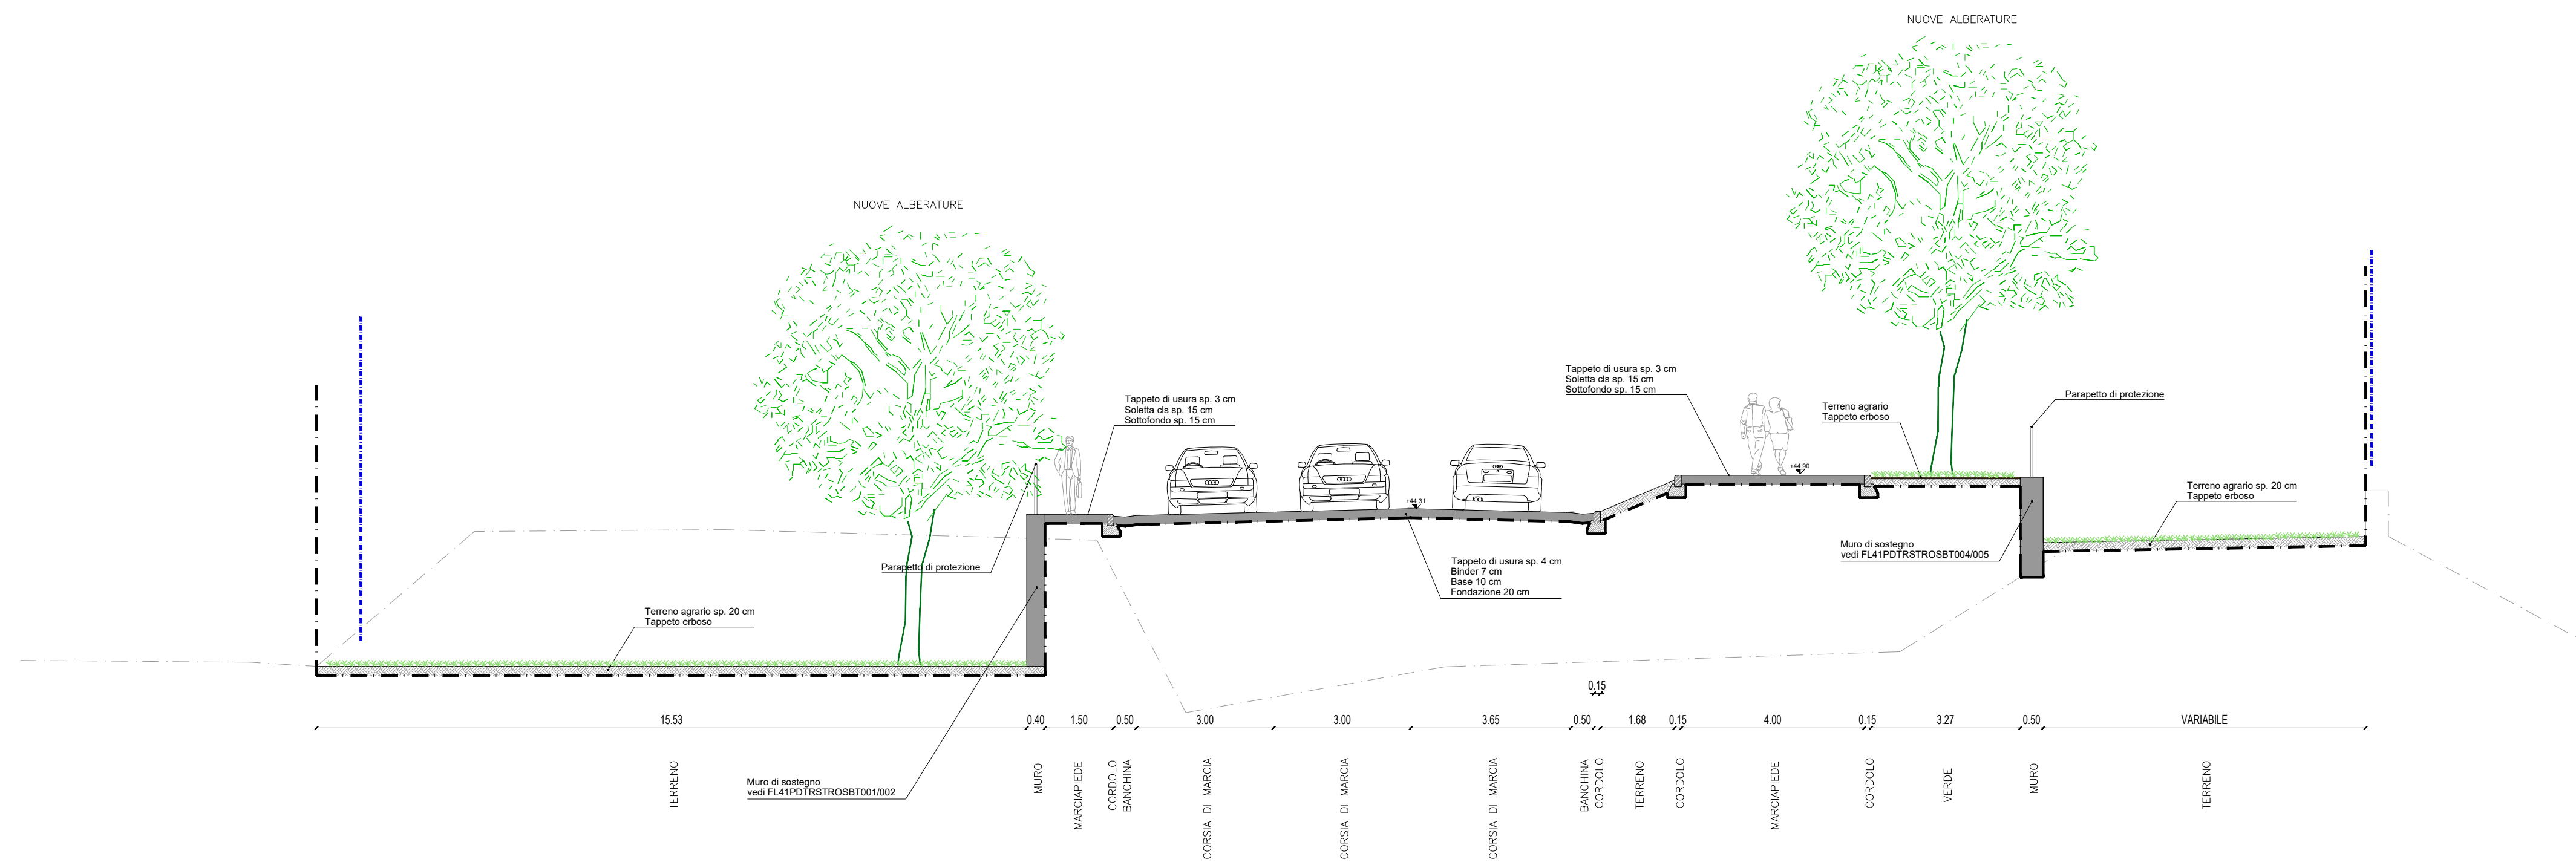 NUOVE ALBERATURE
NUOVE ALBERATURE
Tappeto di usura sp. 3 cm
Soletta cls sp. 15 cm
Sottofondo sp. 15 cm
Tappeto di usura sp. 3 cm
Soletta cls sp. 15 cm
Sottofondo sp. 15 cm
Terreno agrario
Tappeto erboso
Parapetto di protezione
+44.90
+44.31
Terreno agrario sp. 20 cm
Tappeto erboso
Muro di sostegno
vedi FL41PDTRSTROSBT004/005
Parapetto di protezione
Tappeto di usura sp. 4 cm
Binder 7 cm
Base 10 cm
Fondazione 20 cm
Terreno agrario sp. 20 cm
Tappeto erboso
0.15
15.53
0.40
1.50
0.50
3.00
3.00
3.65
0.50
1.68
0.15
4.00
0.15
3.27
0.50
VARIABILE
Muro di sostegno
vedi FL41PDTRSTROSBT001/002
TERRENO
MURO
MARCIAPIEDE
CORDOLO
BANCHINA
CORSIA DI MARCIA
CORSIA DI MARCIA
CORSIA DI MARCIA
BANCHINA
CORDOLO
TERRENO
CORDOLO
MARCIAPIEDE
CORDOLO
VERDE
MURO
TERRENO